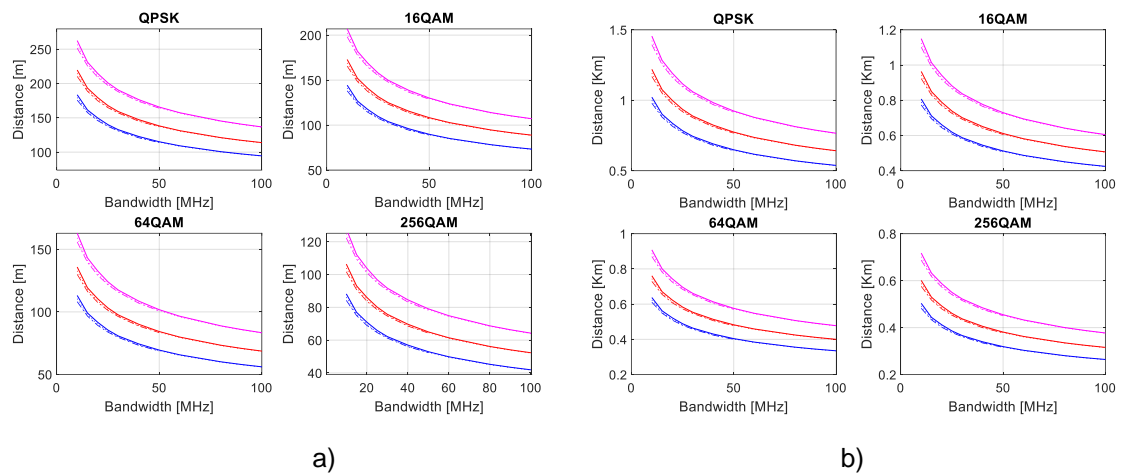 QPSK
250
200
150
100
Distance [m]
0
50
100
Bandwidth [MHz]
16QAM
200
150
100
50
Distance [m]
0
50
100
Bandwidth [MHz]
64QAM
150
100
50
Distance [m]
0
50
100
Bandwidth [MHz]
256QAM
120
100
80
60
40
Distance [m]
20
40
60
80
100
Bandwidth [MHz]
a)
QPSK
1.5
1
0.5
Distance [Km]
0
50
100
Bandwidth [MHz]
16QAM
1.2
1
0.8
0.6
0.4
Distance [Km]
0
50
100
Bandwidth [MHz]
64QAM
1
0.8
0.6
0.4
0.2
Distance [Km]
0
50
100
Bandwidth [MHz]
256QAM
0.8
0.6
0.4
0.2
Distance [Km]
0
50
100
Bandwidth [MHz]
b)